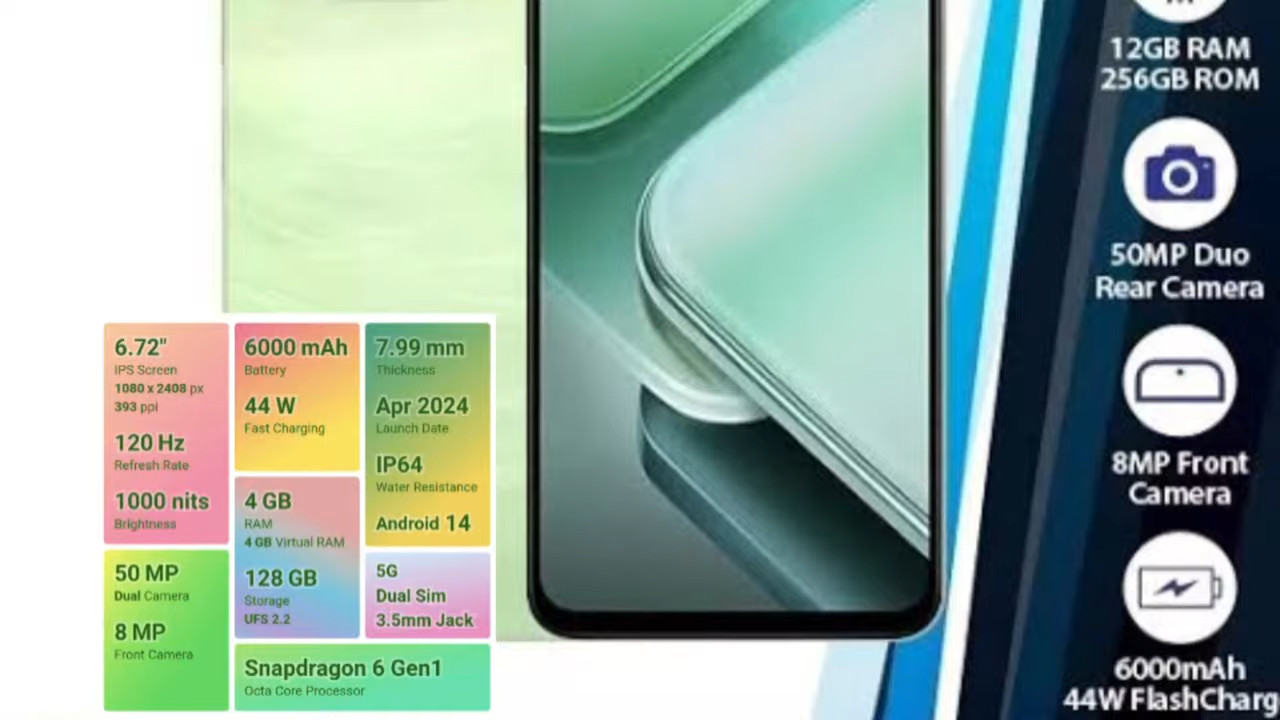 6.72"
IPS Screen
1080 x 2408 px
393 ppi
120 Hz
Refresh Rate
1000 nits
Brightness
50 MP
Dual Camera
8 MP
Front Camera
6000 mAh
Battery
44 W
Fast Charging
4 GB
RAM
4 GB Virtual RAM
128 GB
Storage
UFS 2.2
7.99 mm
Thickness
Apr 2024
Launch Date
IP64
Water Resistance
Android 14
5G
Dual Sim
3.5mm Jack
Snapdragon 6 Gen1
Octa Core Processor
12GB RAM
256GB ROM
50MP Duo
Rear Camera
8MP Front
Camera
6000mAh
44W FlashCharg